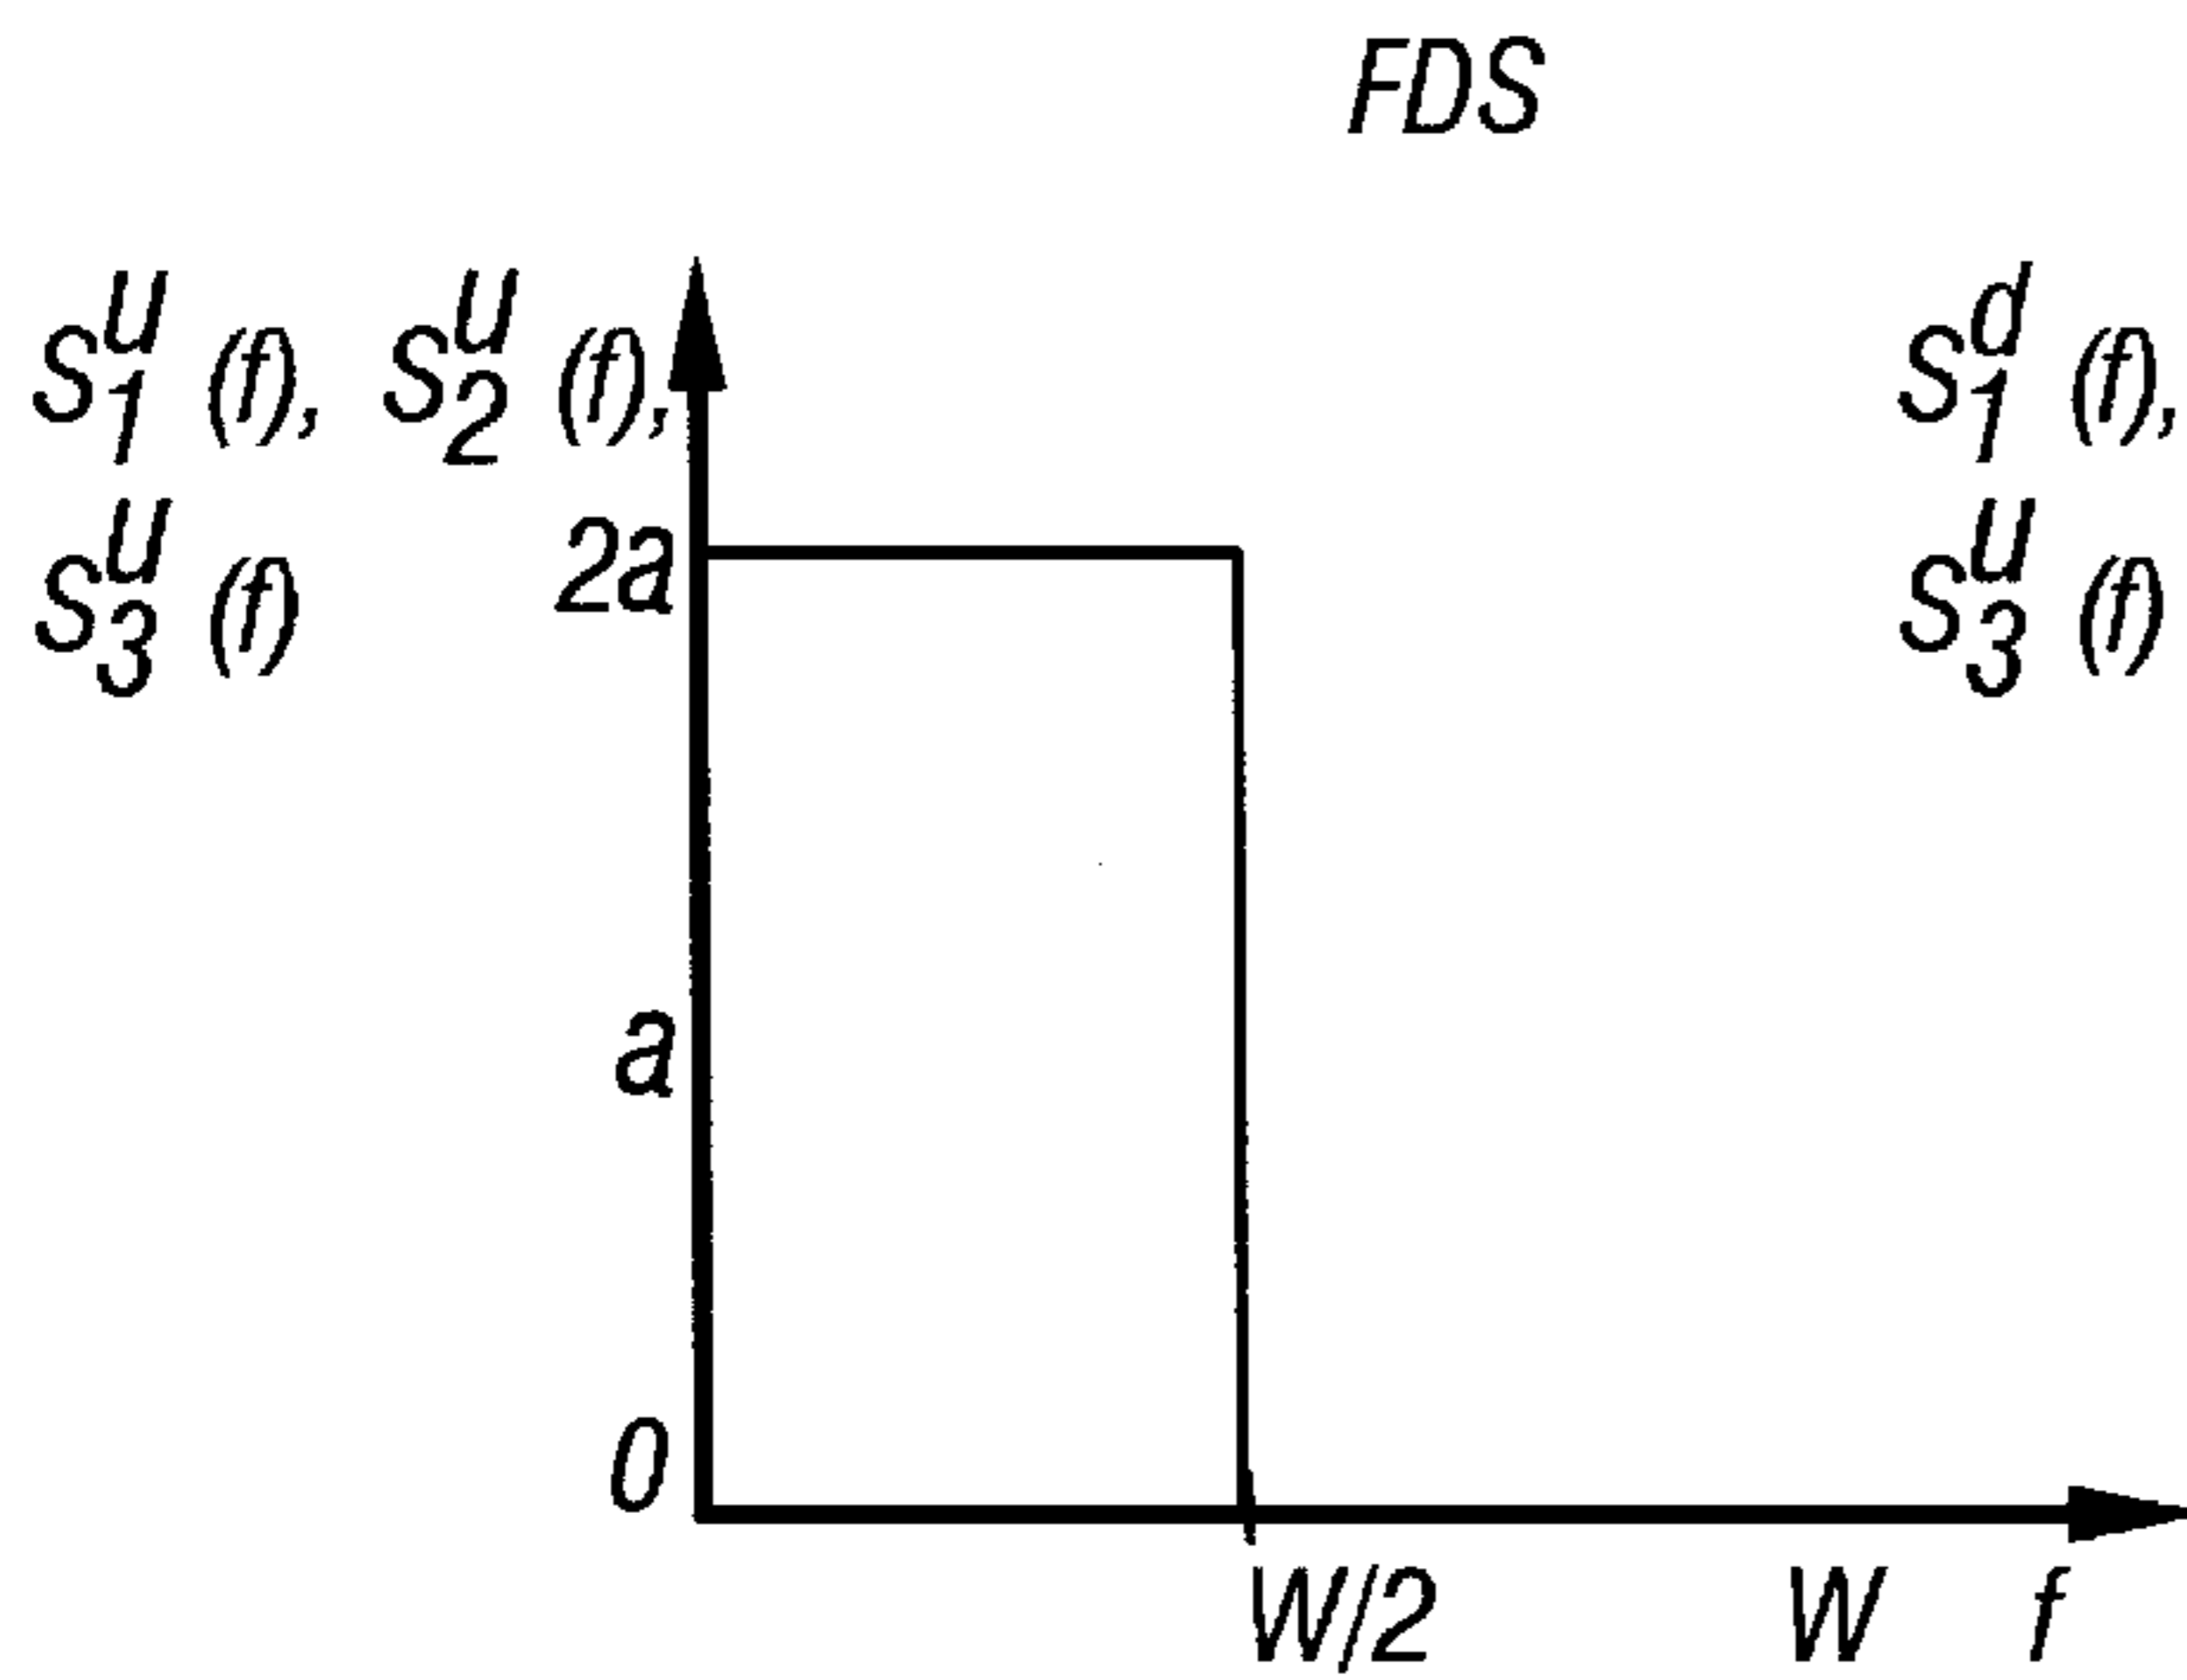 FDS
S₁ᵁ (f), S₂ᵁ (f),
S₃ᵁ (f)
S₁ᵈ (f),
S₃ᵁ (f)
2a
a
0
W/2 W f